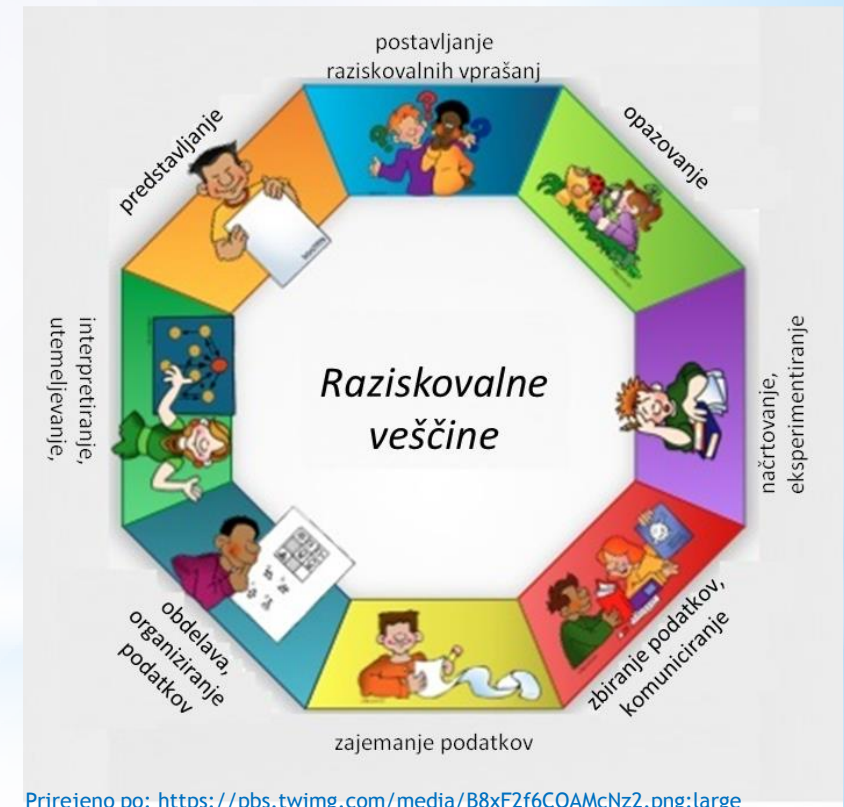 postavljanje
raziskovalnih vprašanj
opazovanje
načrtovanje,
eksperimentiranje
zbiranje podatkov,
komuniciranje
zajemanje podatkov
obdelava,
organiziranje
podatkov
interpretiranje,
utemeljevanje,
predstavljanje
Raziskovalne
veščine
Prirejeno po: https://pbs.twimg.com/media/B8xF2f6CQAMcNz2.png:large